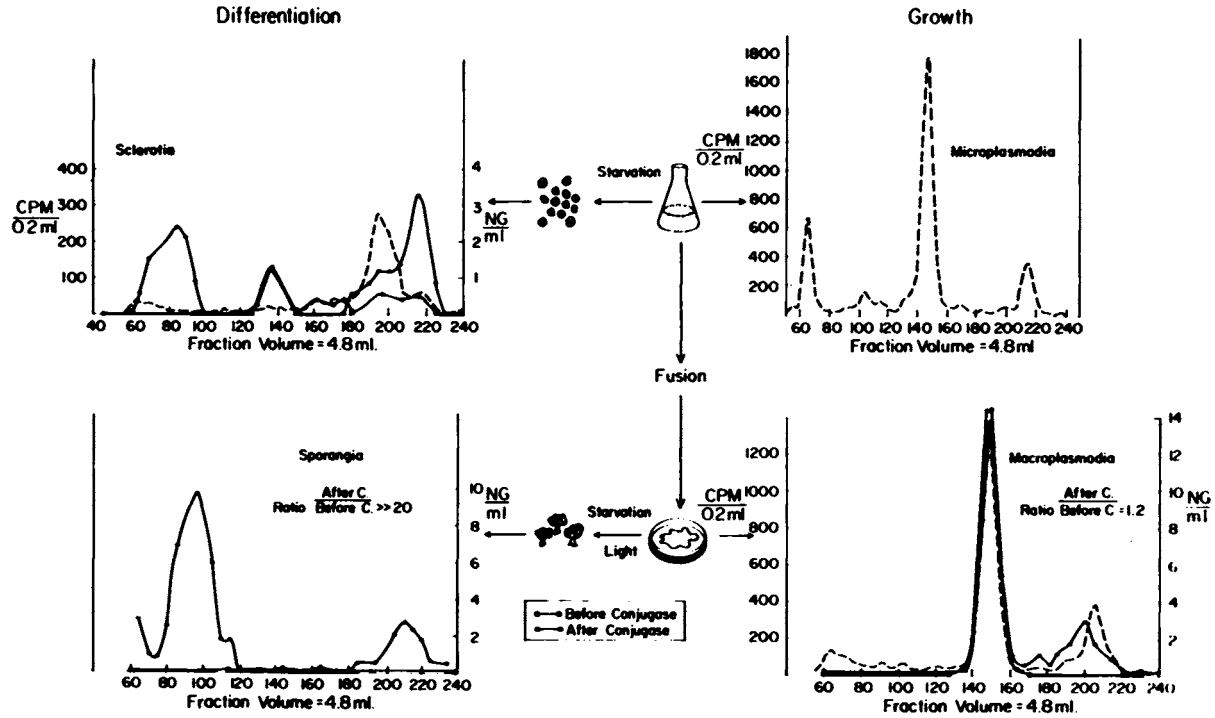 Differentiation
Growth
Sclerotia
400
300
200
100
CPM
0.2 ml
4
3
2
1
NG
ml
40 60 80 100 120 140 160 180 200 220 240
Fraction Volume = 4.8 ml.
Starvation
CPM
0.2 ml
1800
1600
1400
1200
1000
800
600
400
200
Microplasmodia
60 80 100 120 140 160 180 200 220 240
Fraction Volume = 4.8 ml
Fusion
Sporangia
After C.
Ratio Before C. >> 20
10
8
6
4
2
NG
ml
60 80 100 120 140 160 180 200 220 240
Fraction Volume = 4.8 ml.
Starvation
Light
Before Conjugase
After Conjugase
CPM
0.2 ml
1200
1000
800
600
400
200
Macroplasmodia
After C.
Ratio Before C = 1.2
14
12
10
8
6
4
2
NG
ml
60 80 100 120 140 160 180 200 220 240
Fraction Volume = 4.8 ml.